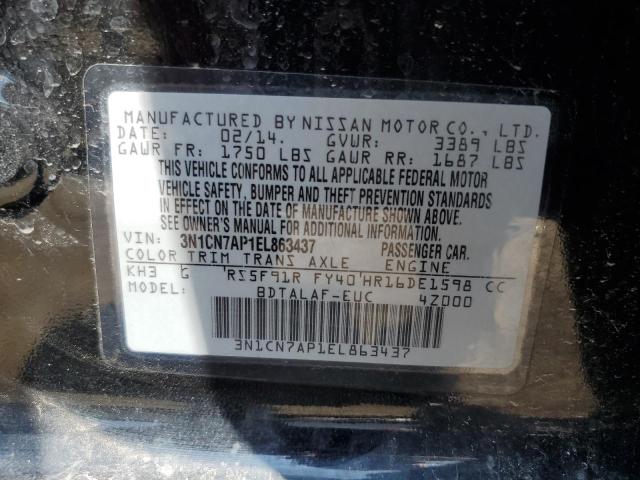 MANUFACTURED BY NISSAN MOTOR CO., LTD.
DATE: 02/14. GVWR: 3389 LBS
GAWR FR: 1750 LBS GAWR RR: 1687 LBS
THIS VEHICLE CONFORMS TO ALL APPLICABLE FEDERAL MOTOR
VEHICLE SAFETY, BUMPER AND THEFT PREVENTION STANDARDS
IN EFFECT ON THE DATE OF MANUFACTURE SHOWN ABOVE.
SEE OWNER'S MANUAL FOR ADDITIONAL INFORMATION.
VIN: 3N1CN7AP1EL863437 PASSENGER CAR.
COLOR TRIM TRANS AXLE ENGINE
KH3 G RS5F91R FY40 HR16DE1598 CC
MODEL: BDTALAF-EUC 4Z000
3N1CN7AP1EL863437